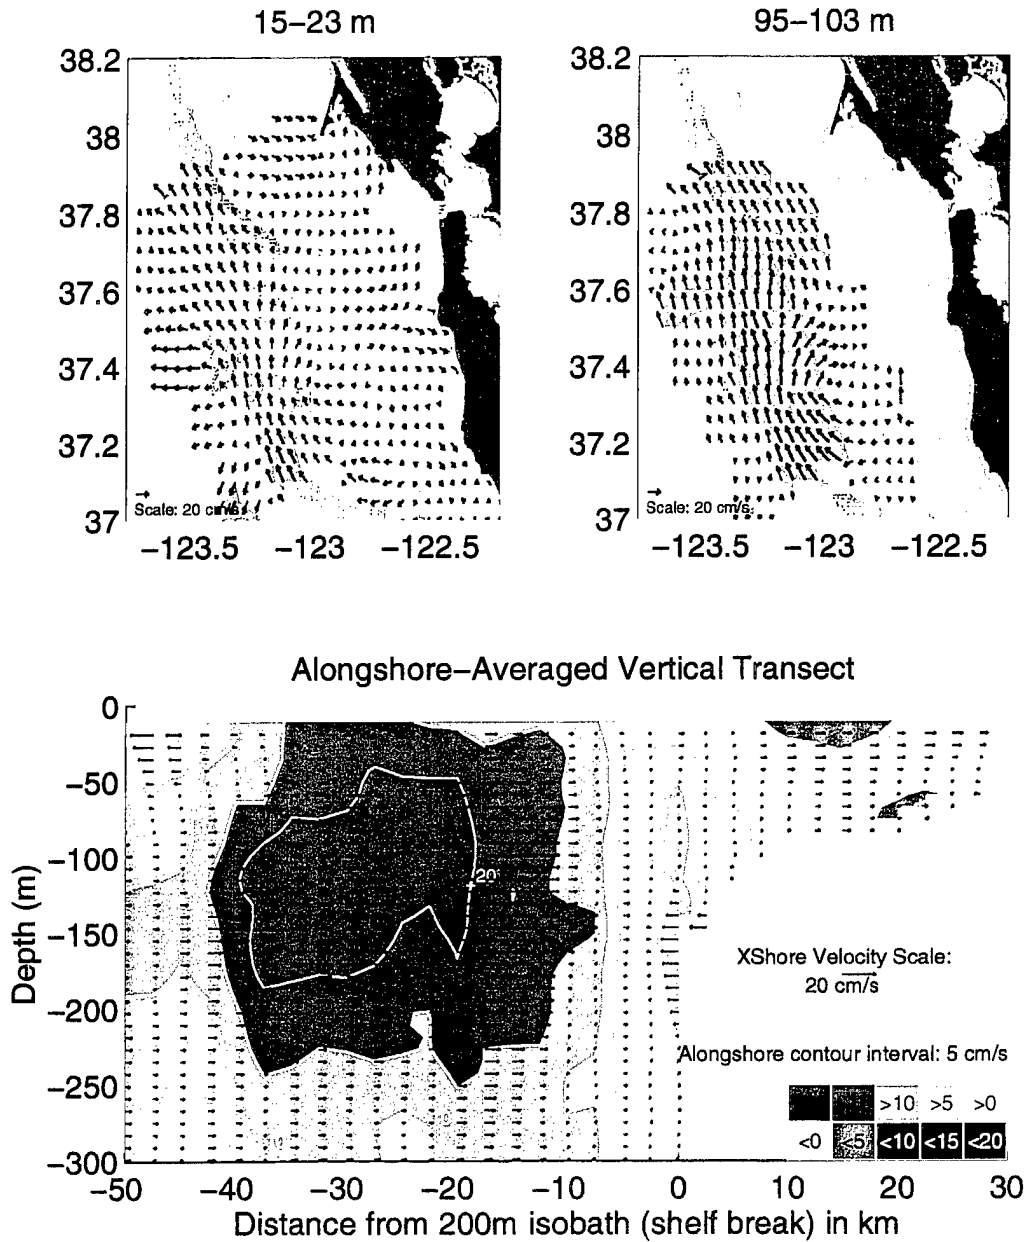 15−23 m
95−103 m
38.2
38
37.8
37.6
37.4
37.2
37
Scale: 20 cm/s
−123.5
−123
−122.5
38.2
38
37.8
37.6
37.4
37.2
37
Scale: 20 cm/s
−123.5
−123
−122.5
Alongshore−Averaged Vertical Transect
Depth (m)
0
−50
−100
−150
−200
−250
−300
20
XShore Velocity Scale:
20 cm/s
Alongshore contour interval: 5 cm/s
>10 >5 >0
<0 <5 <10 <15 <20
−50 −40 −30 −20 −10 0 10 20 30
Distance from 200m isobath (shelf break) in km